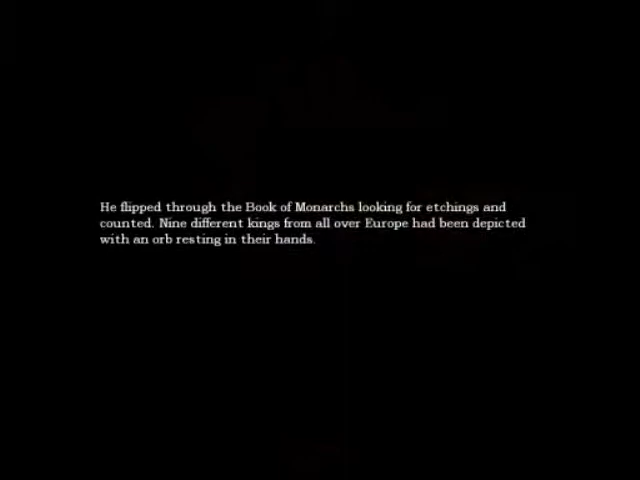 He flipped through the Book of Monarchs looking for etchings and
counted. Nine different kings from all over Europe had been depicted
with an orb resting in their hands.